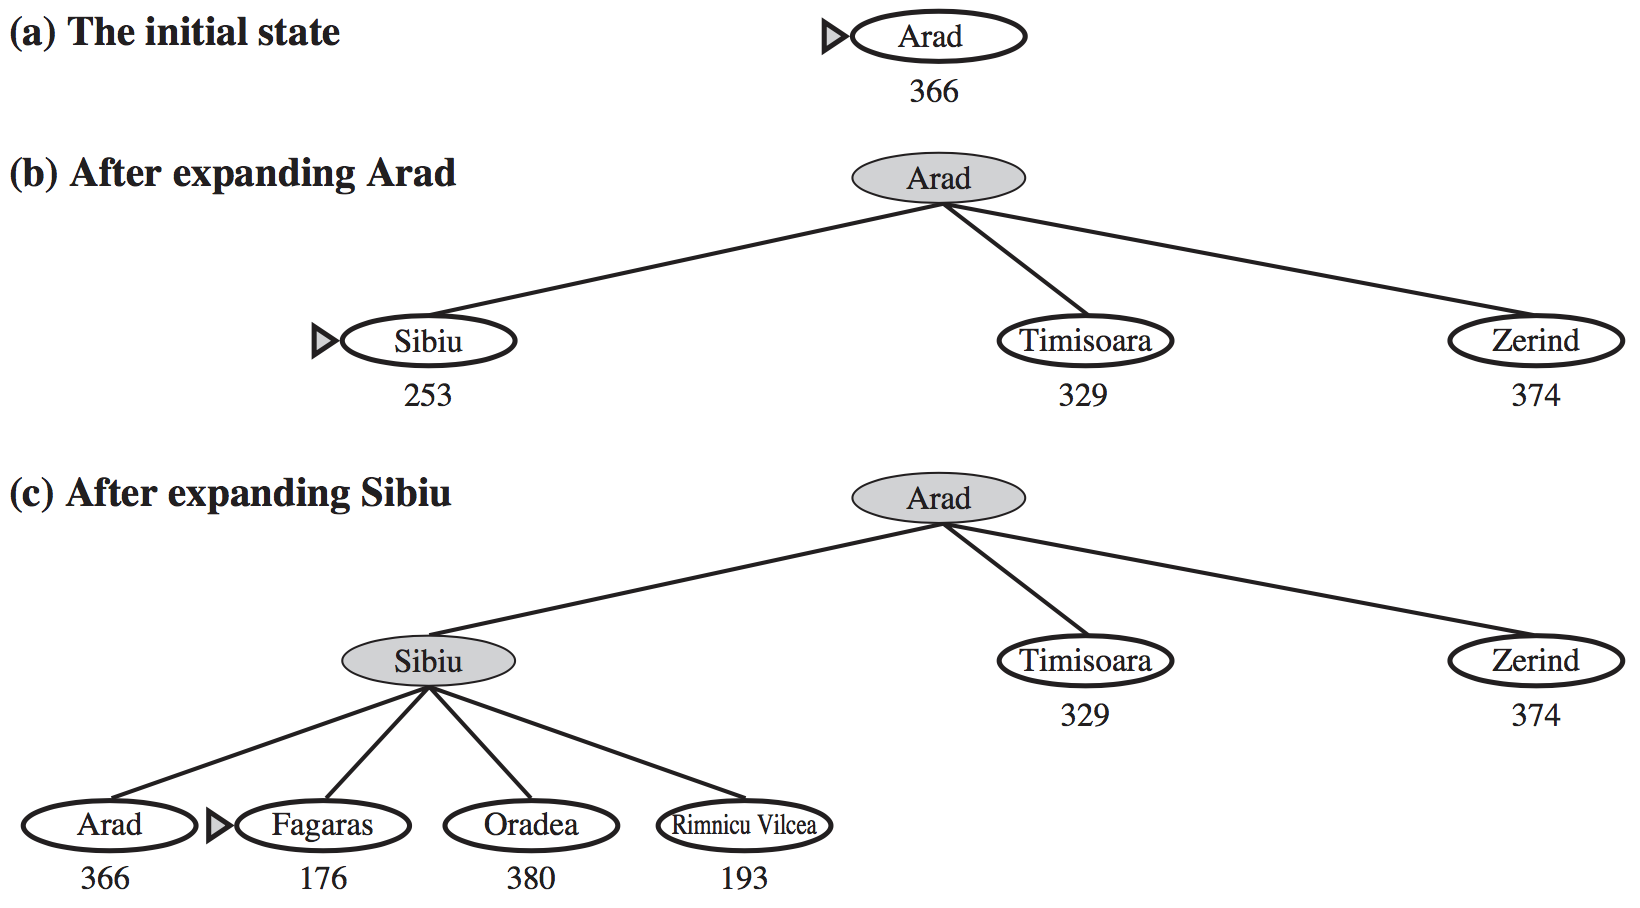 (a) The initial state
Arad
366
(b) After expanding Arad
Arad
Sibiu
Timisoara
Zerind
253
329
374
(c) After expanding Sibiu
Arad
Sibiu
Timisoara
Zerind
329
374
Arad
Fagaras
Oradea
Rimnicu Vilcea
366
176
380
193